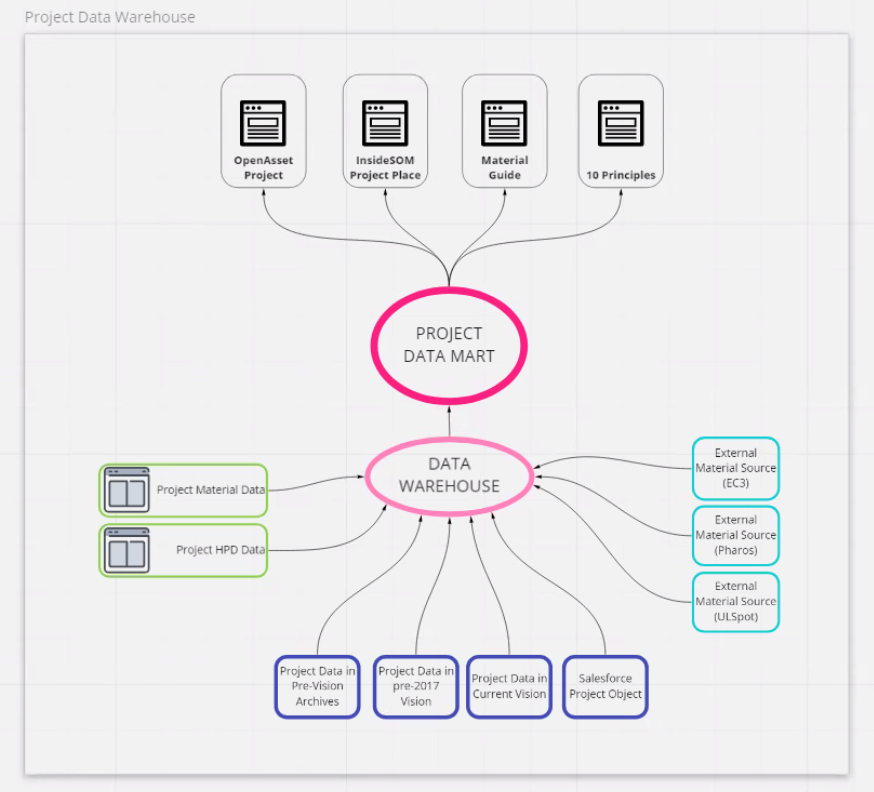 Project Data Warehouse
OpenAsset
Project
InsideSOM
Project Place
Material
Guide
10 Principles
PROJECT
DATA MART
DATA
WAREHOUSE
Project Material Data
Project HPD Data
External
Material Source
(EC3)
External
Material Source
(Pharos)
External
Material Source
(ULSpot)
Project Data in
Pre-Vision
Archives
Project Data in
pre-2017
Vision
Project Data in
Current Vision
Salesforce
Project Object